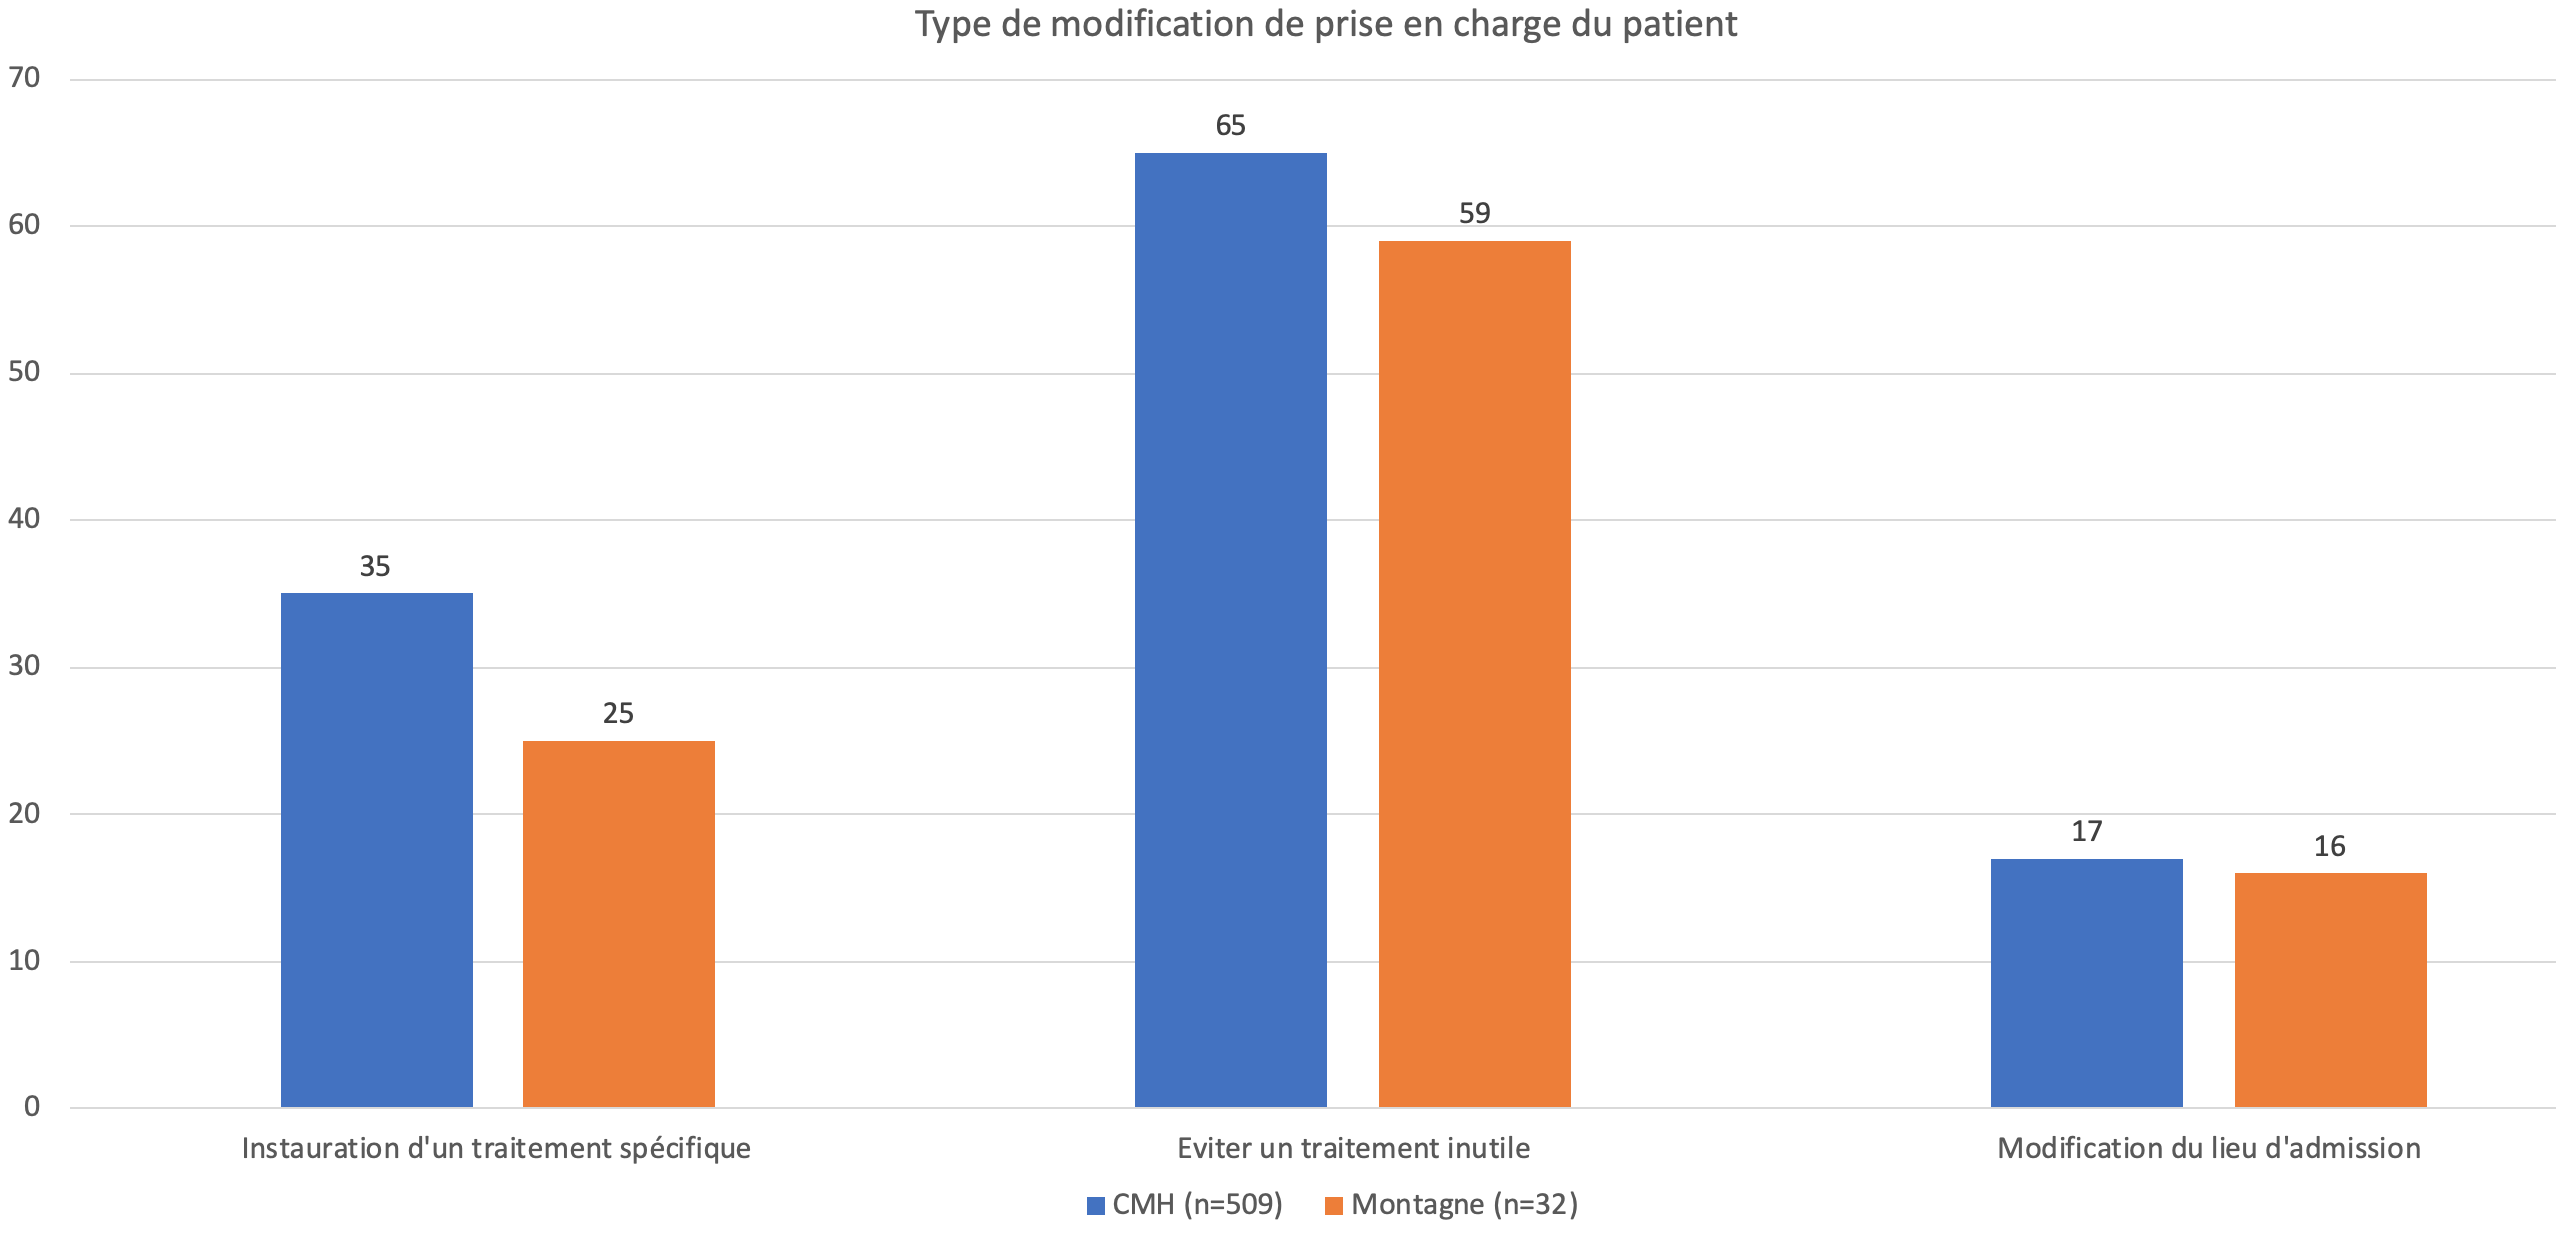 Type de modification de prise en charge du patient
70
60
50
40
30
20
10
0
35
25
65
59
17
16
Instauration d'un traitement spécifique
Eviter un traitement inutile
Modification du lieu d'admission
CMH (n=509)
Montagne (n=32)